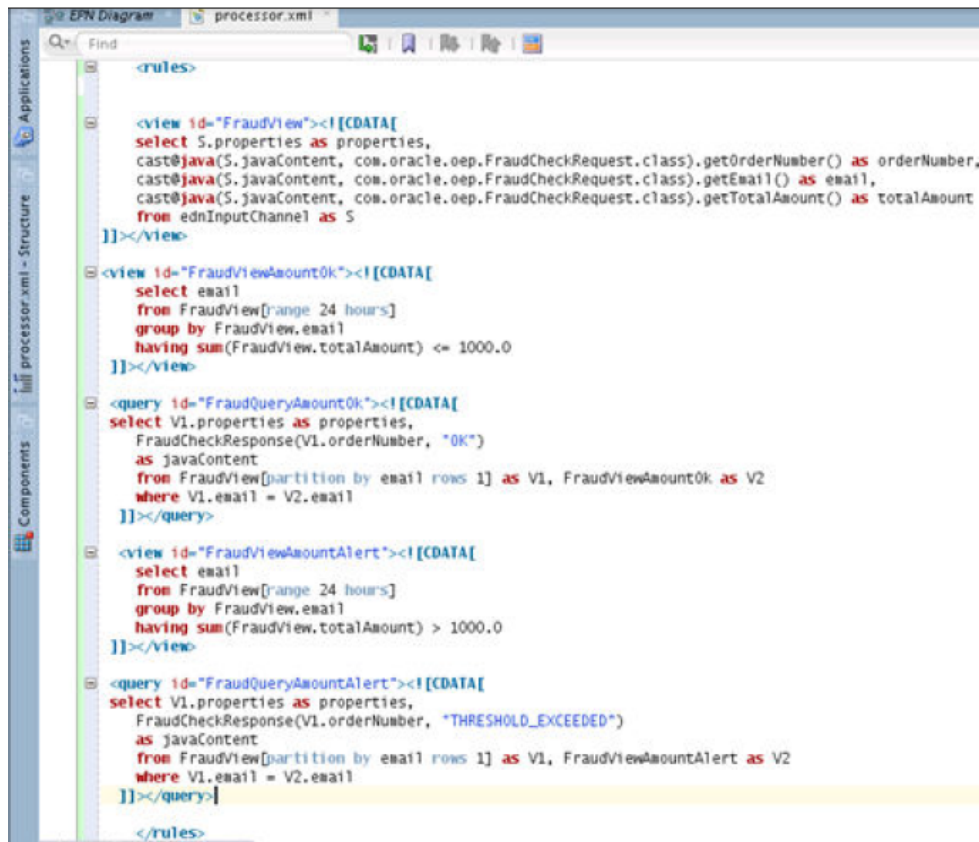 EPN Diagram
processor.xml
Find
Applications
processor.xml - Structure
Components
<rules>
<view id="FraudView"><![CDATA[
select S.properties as properties,
cast@java(S.javaContent, com.oracle.oep.FraudCheckRequest.class).getOrderNumber() as orderNumber,
cast@java(S.javaContent, com.oracle.oep.FraudCheckRequest.class).getEmail() as email,
cast@java(S.javaContent, com.oracle.oep.FraudCheckRequest.class).getTotalAmount() as totalAmount
from ednInputChannel as S
]]></view>
<view id="FraudViewAmountOk"><![CDATA[
select email
from FraudView[range 24 hours]
group by FraudView.email
having sum(FraudView.totalAmount) <= 1000.0
]]></view>
<query id="FraudQueryAmountOk"><![CDATA[
select V1.properties as properties,
FraudCheckResponse(V1.orderNumber, "OK")
as javaContent
from FraudView[partition by email rows 1] as V1, FraudViewAmountOk as V2
where V1.email = V2.email
]]></query>
<view id="FraudViewAmountAlert"><![CDATA[
select email
from FraudView[range 24 hours]
group by FraudView.email
having sum(FraudView.totalAmount) > 1000.0
]]></view>
<query id="FraudQueryAmountAlert"><![CDATA[
select V1.properties as properties,
FraudCheckResponse(V1.orderNumber, "THRESHOLD_EXCEEDED")
as javaContent
from FraudView[partition by email rows 1] as V1, FraudViewAmountAlert as V2
where V1.email = V2.email
]]></query>
</rules>